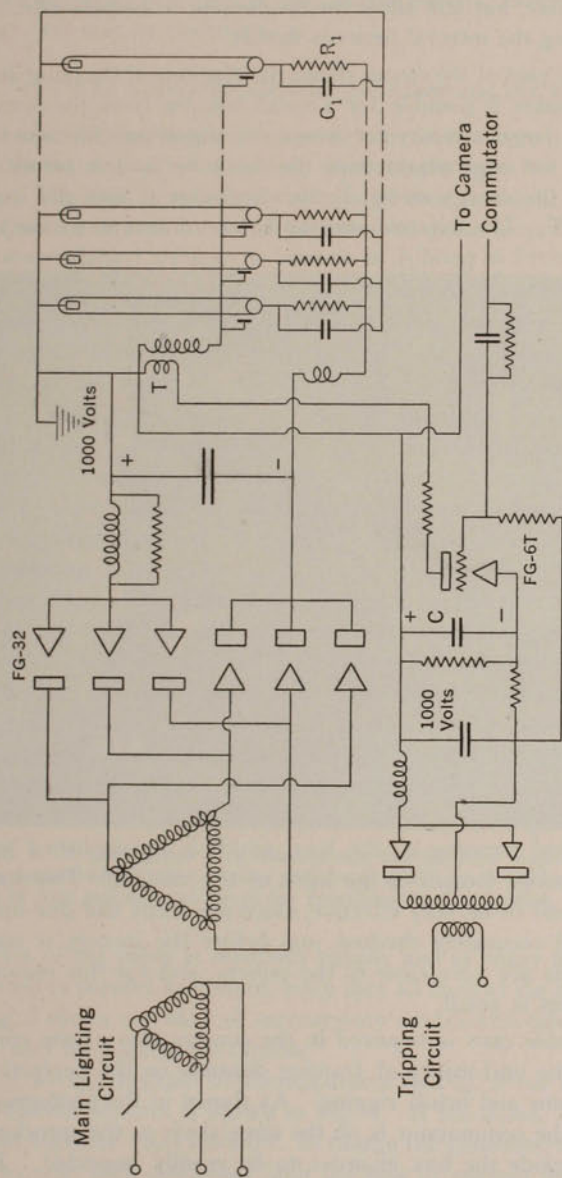 R₁
C₁
1000 Volts
+
T
To Camera
Commutator
−
FG-32
FG-6T
+
C
−
1000
Volts
Main Lighting
Circuit
Tripping
Circuit